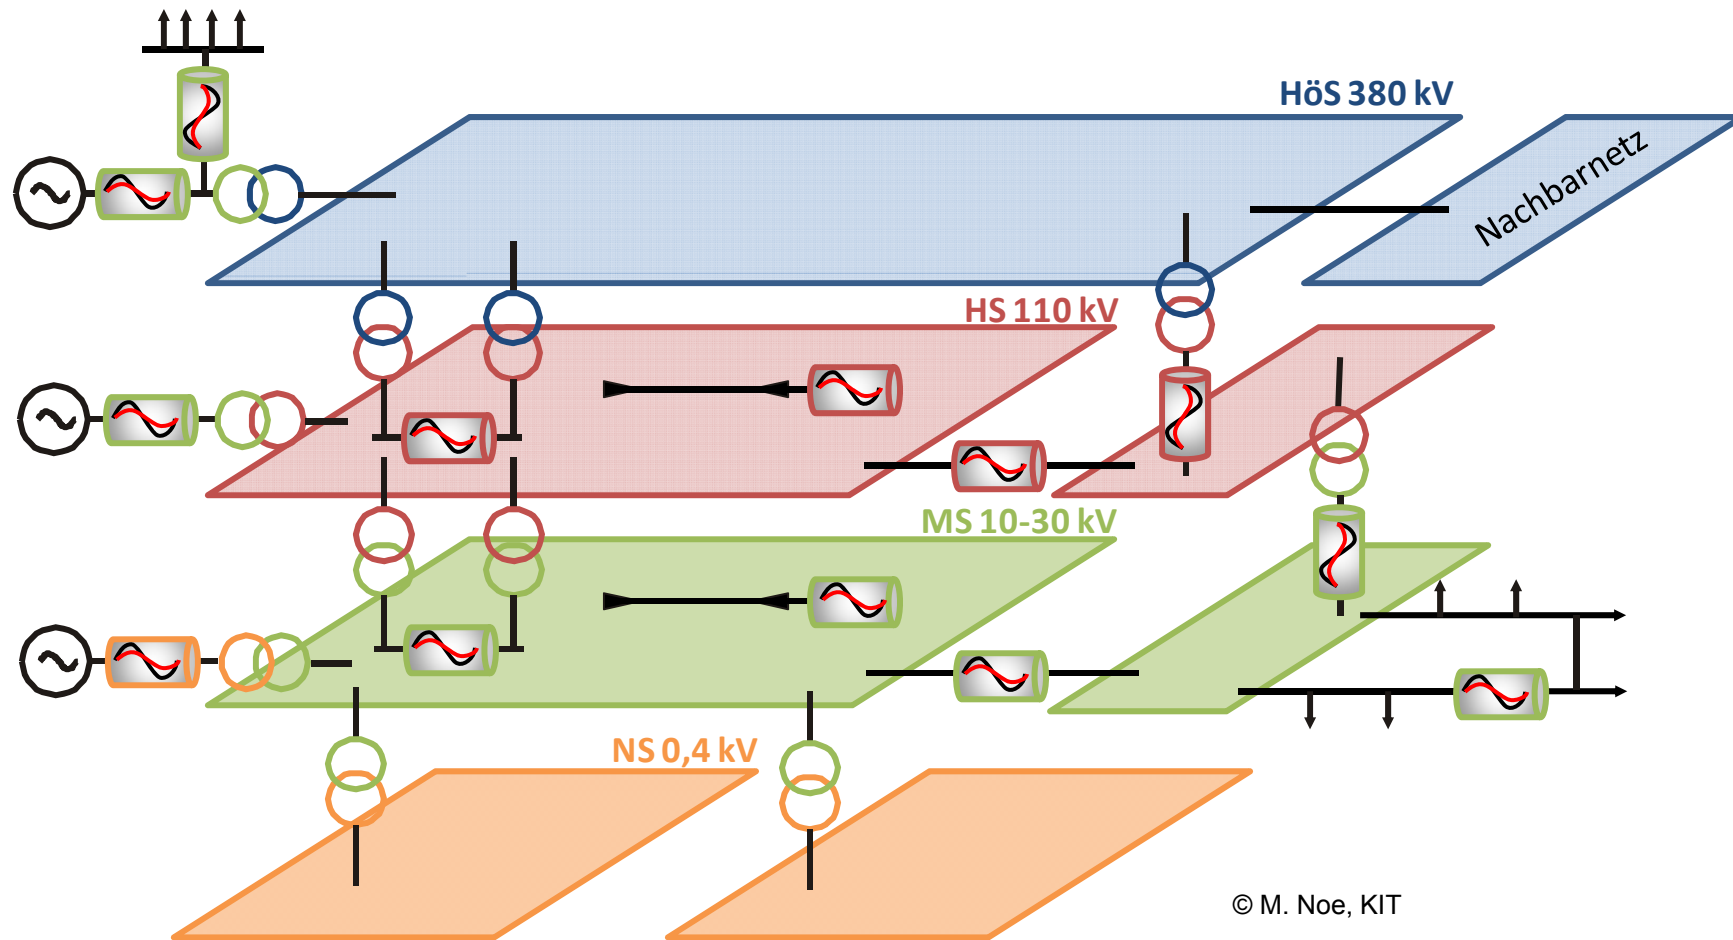 HöS 380 kV
Nachbarnetz
HS 110 kV
MS 10-30 kV
NS 0,4 kV
© M. Noe, KIT